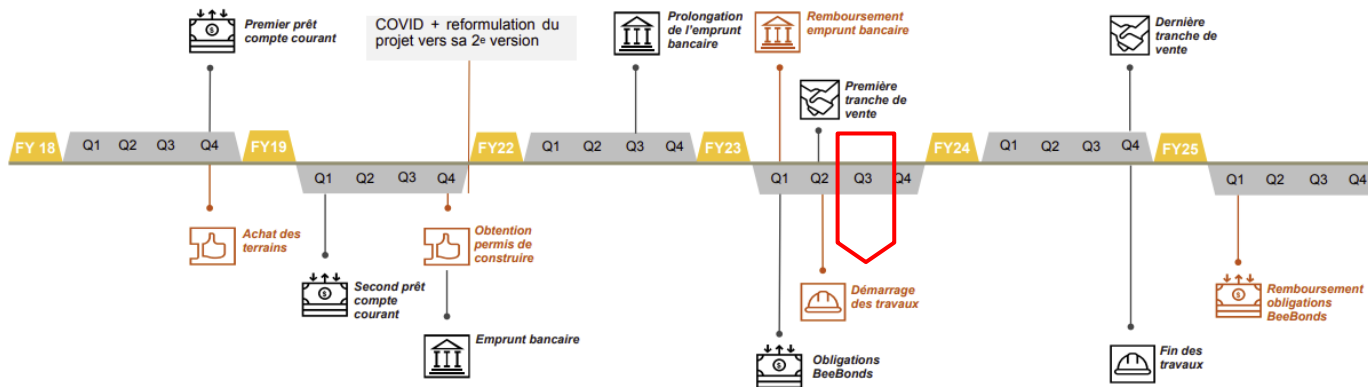 Premier prêt
compte courant
COVID + reformulation du
projet vers sa 2e version
Prolongation
de l'emprunt
bancaire
Remboursement
emprunt bancaire
Première
tranche de
vente
Dernière
tranche de
vente
FY 18
Q1
Q2
Q3
Q4
FY19
Q1
Q2
Q3
Q4
FY22
Q1
Q2
Q3
Q4
FY23
Q1
Q2
Q3
Q4
FY24
Q1
Q2
Q3
Q4
FY25
Q1
Q2
Q3
Q4
Achat des
terrains
Second prêt
compte
courant
Obtention
permis de
construire
Emprunt bancaire
Démarrage
des travaux
Obligations
BeeBonds
Fin des
travaux
Remboursement
obligations
BeeBonds